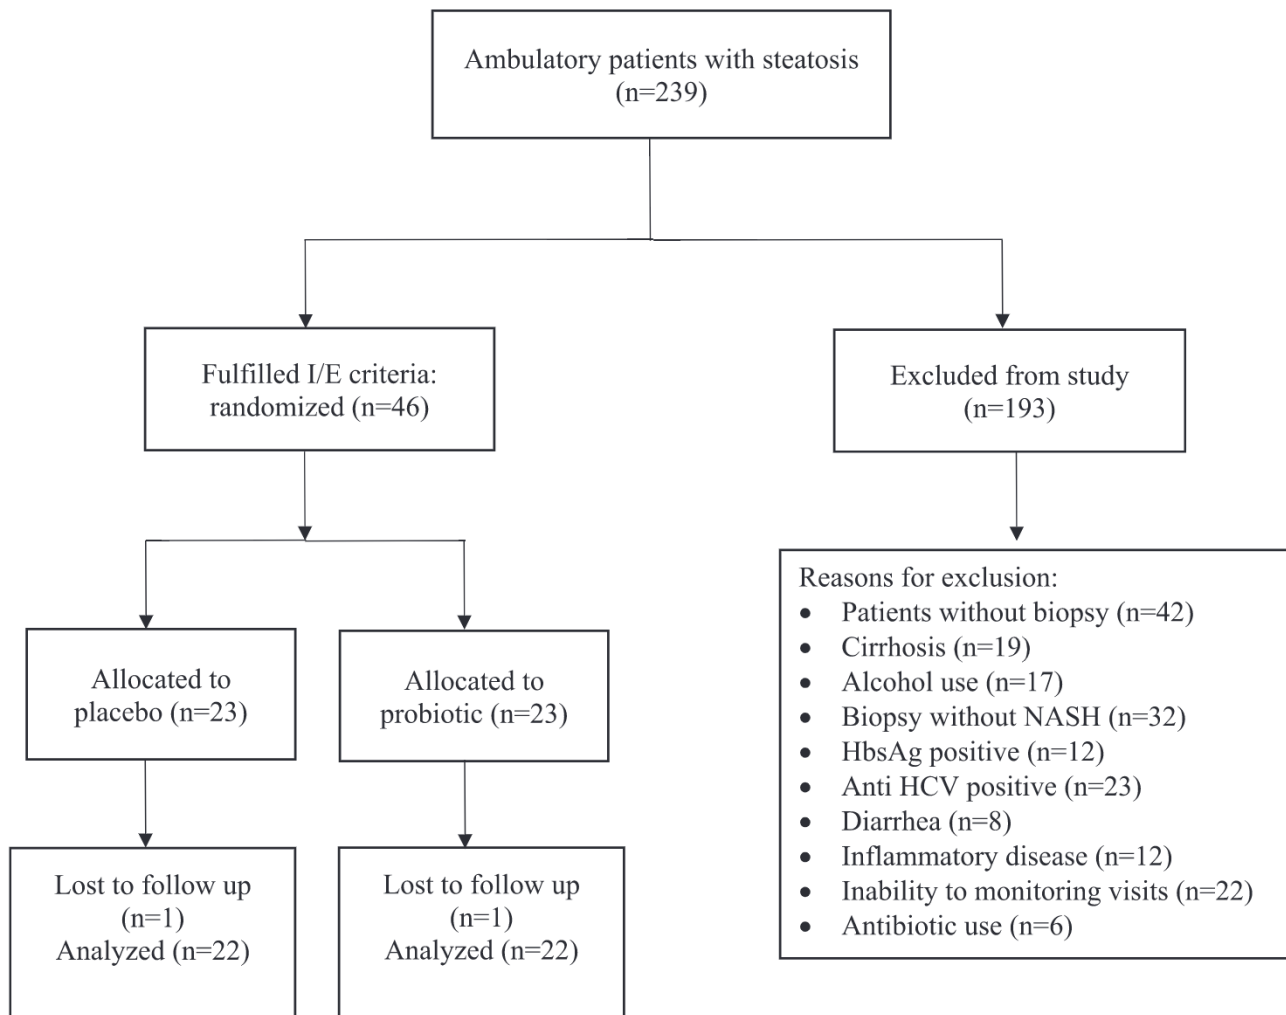 Ambulatory patients with steatosis
(n=239)
Fulfilled I/E criteria:
randomized (n=46)
Excluded from study
(n=193)
Allocated to
placebo (n=23)
Allocated to
probiotic (n=23)
Lost to follow up
(n=1)
Analyzed (n=22)
Lost to follow up
(n=1)
Analyzed (n=22)
Reasons for exclusion:
• Patients without biopsy (n=42)
• Cirrhosis (n=19)
• Alcohol use (n=17)
• Biopsy without NASH (n=32)
• HbsAg positive (n=12)
• Anti HCV positive (n=23)
• Diarrhea (n=8)
• Inflammatory disease (n=12)
• Inability to monitoring visits (n=22)
• Antibiotic use (n=6)